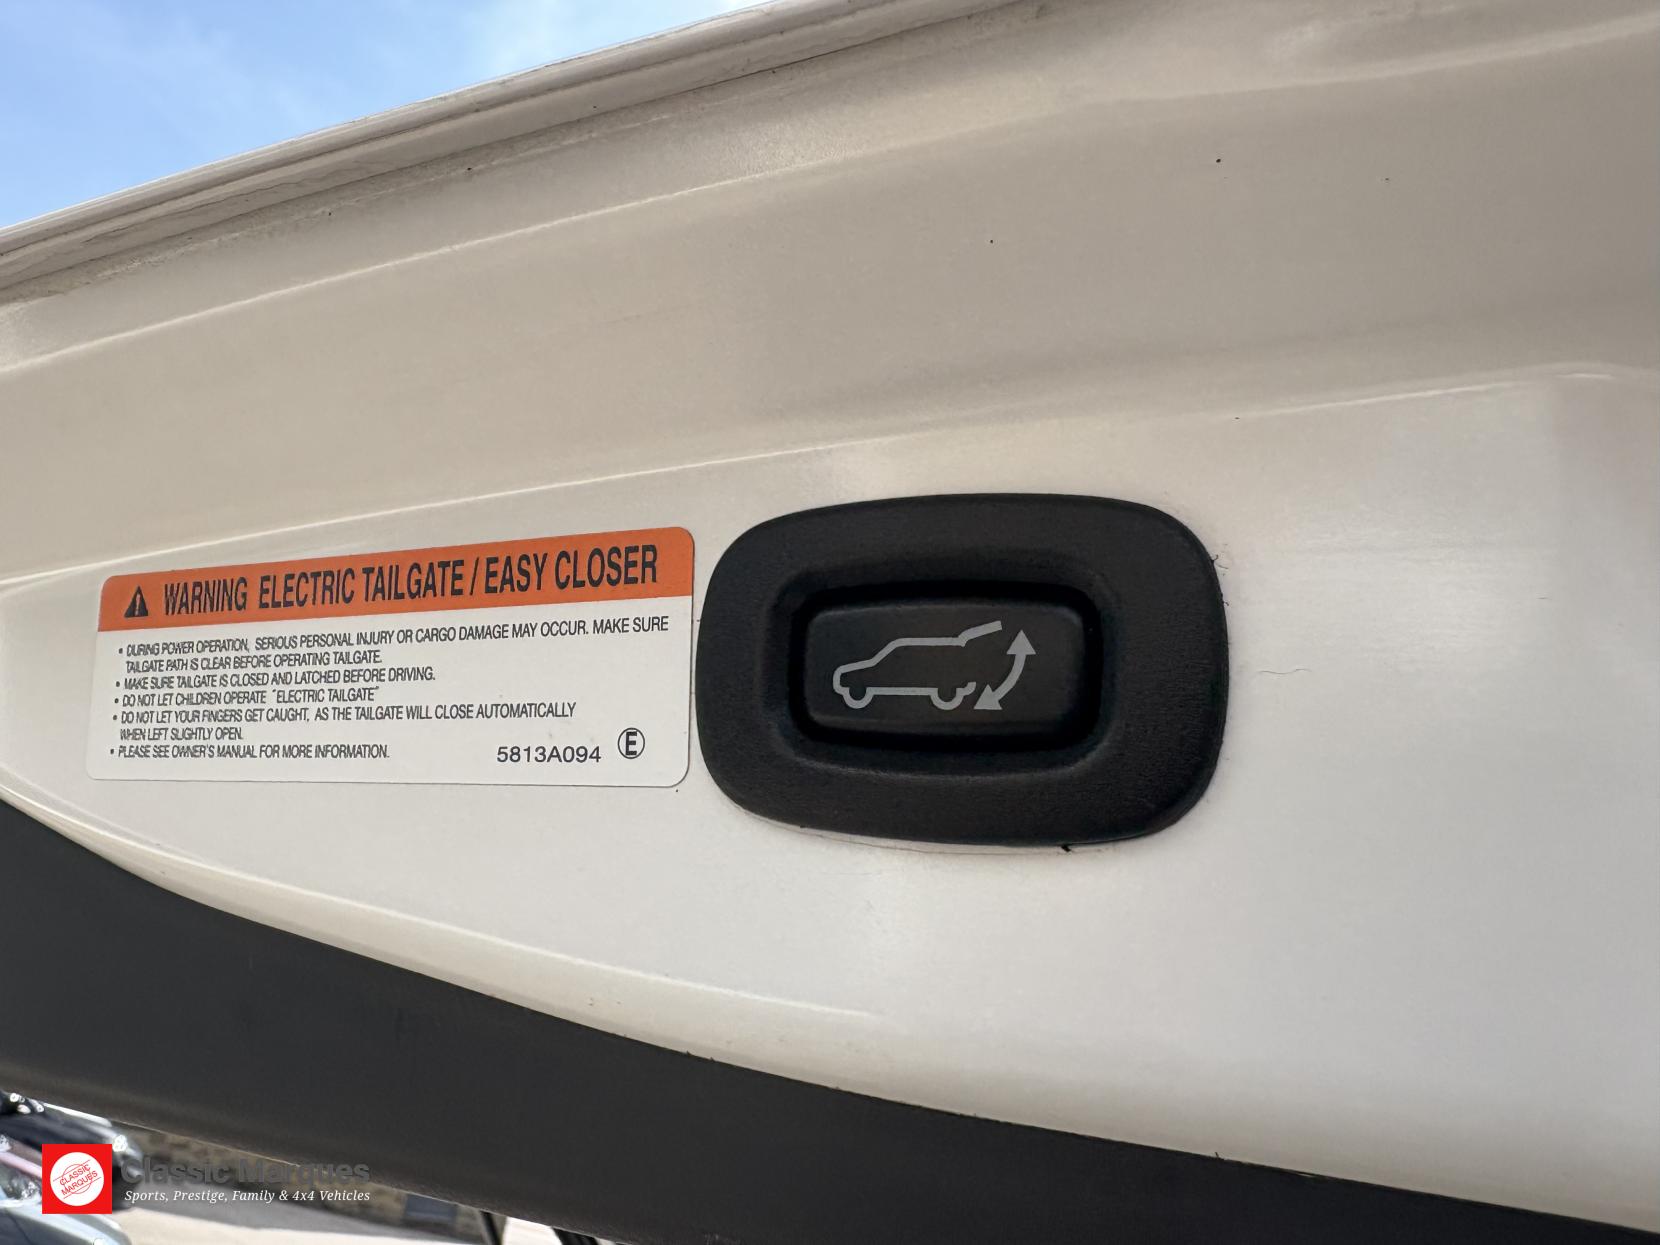 WARNING ELECTRIC TAILGATE / EASY CLOSER
• DURING POWER OPERATION, SERIOUS PERSONAL INJURY OR CARGO DAMAGE MAY OCCUR. MAKE SURE
TAILGATE PATH IS CLEAR BEFORE OPERATING TAILGATE.
• MAKE SURE TAILGATE IS CLOSED AND LATCHED BEFORE DRIVING.
• DO NOT LET CHILDREN OPERATE "ELECTRIC TAILGATE"
• DO NOT LET YOUR FINGERS GET CAUGHT, AS THE TAILGATE WILL CLOSE AUTOMATICALLY
WHEN LEFT SLIGHTLY OPEN.
• PLEASE SEE OWNER'S MANUAL FOR MORE INFORMATION.
5813A094 Ⓔ
CLASSIC
MARQUES
Classic Marques
Sports, Prestige, Family & 4x4 Vehicles